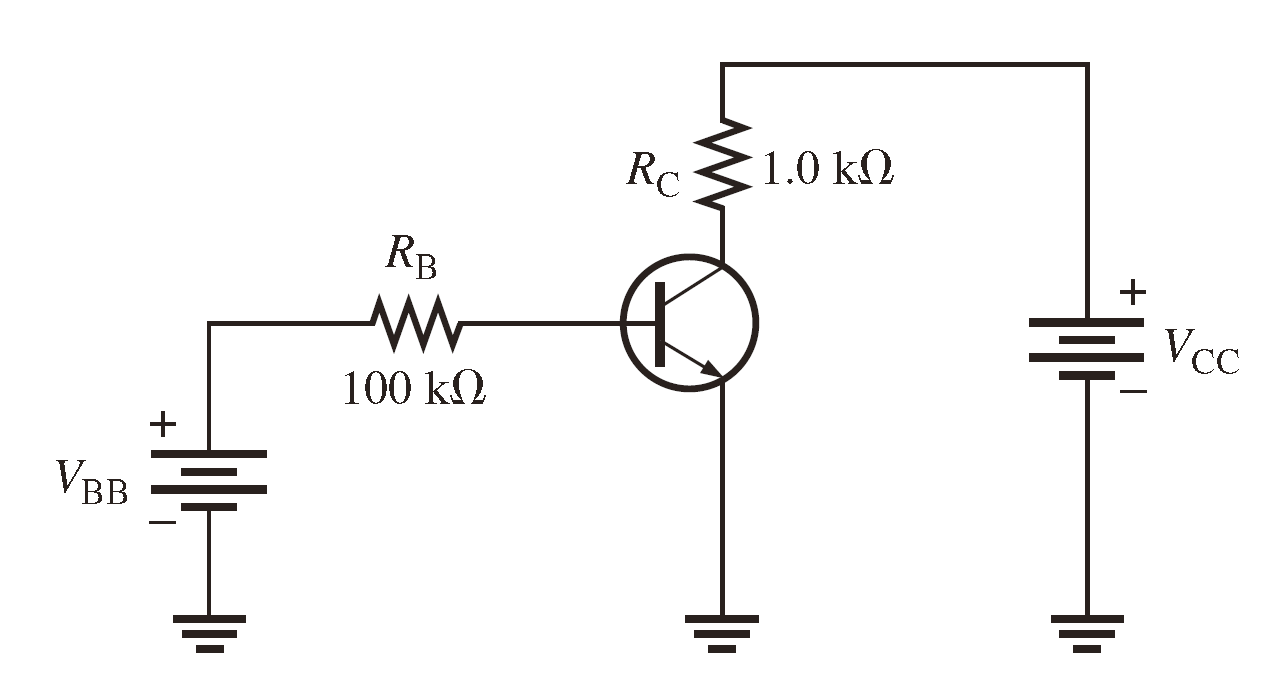 R_C 1.0 kΩ
R_B
100 kΩ
+
V_CC
−
+
V_BB
−